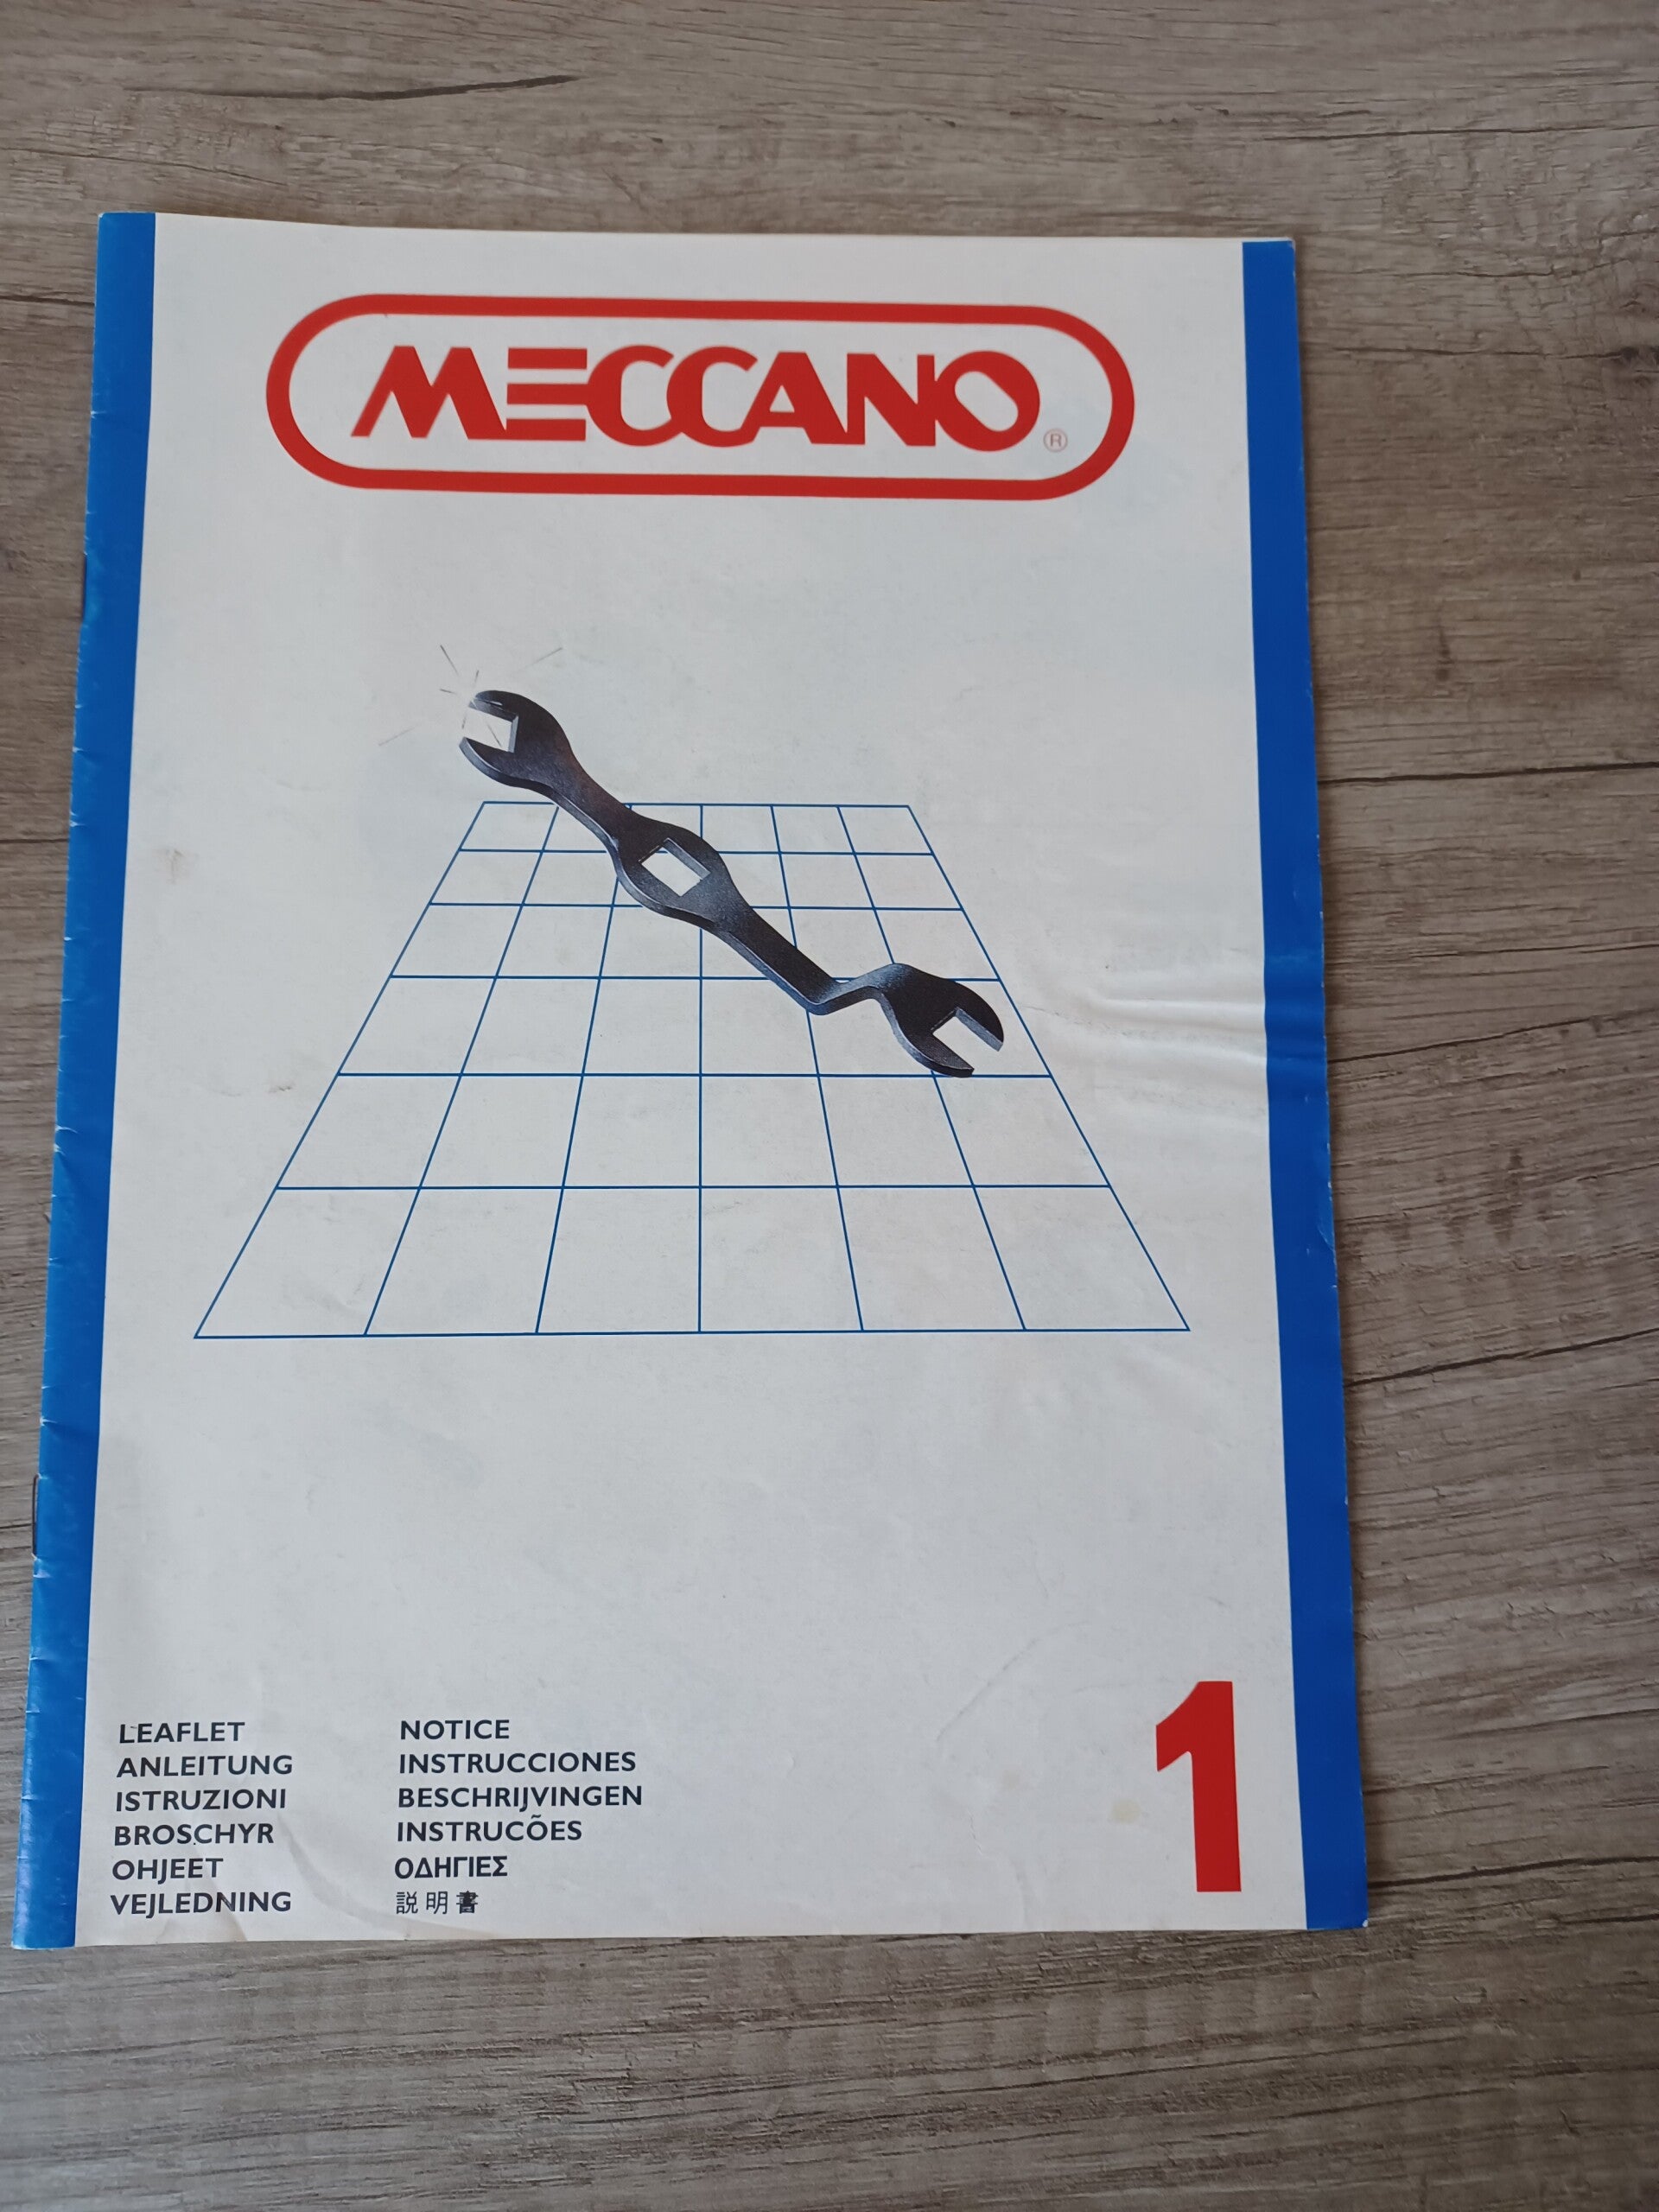 MECCANO®
LEAFLET
ANLEITUNG
ISTRUZIONI
BROSCHYR
OHJEET
VEJLEDNING
NOTICE
INSTRUCCIONES
BESCHRIJVINGEN
INSTRUCÕES
ΟΔΗΓΙΕΣ
説明書
1